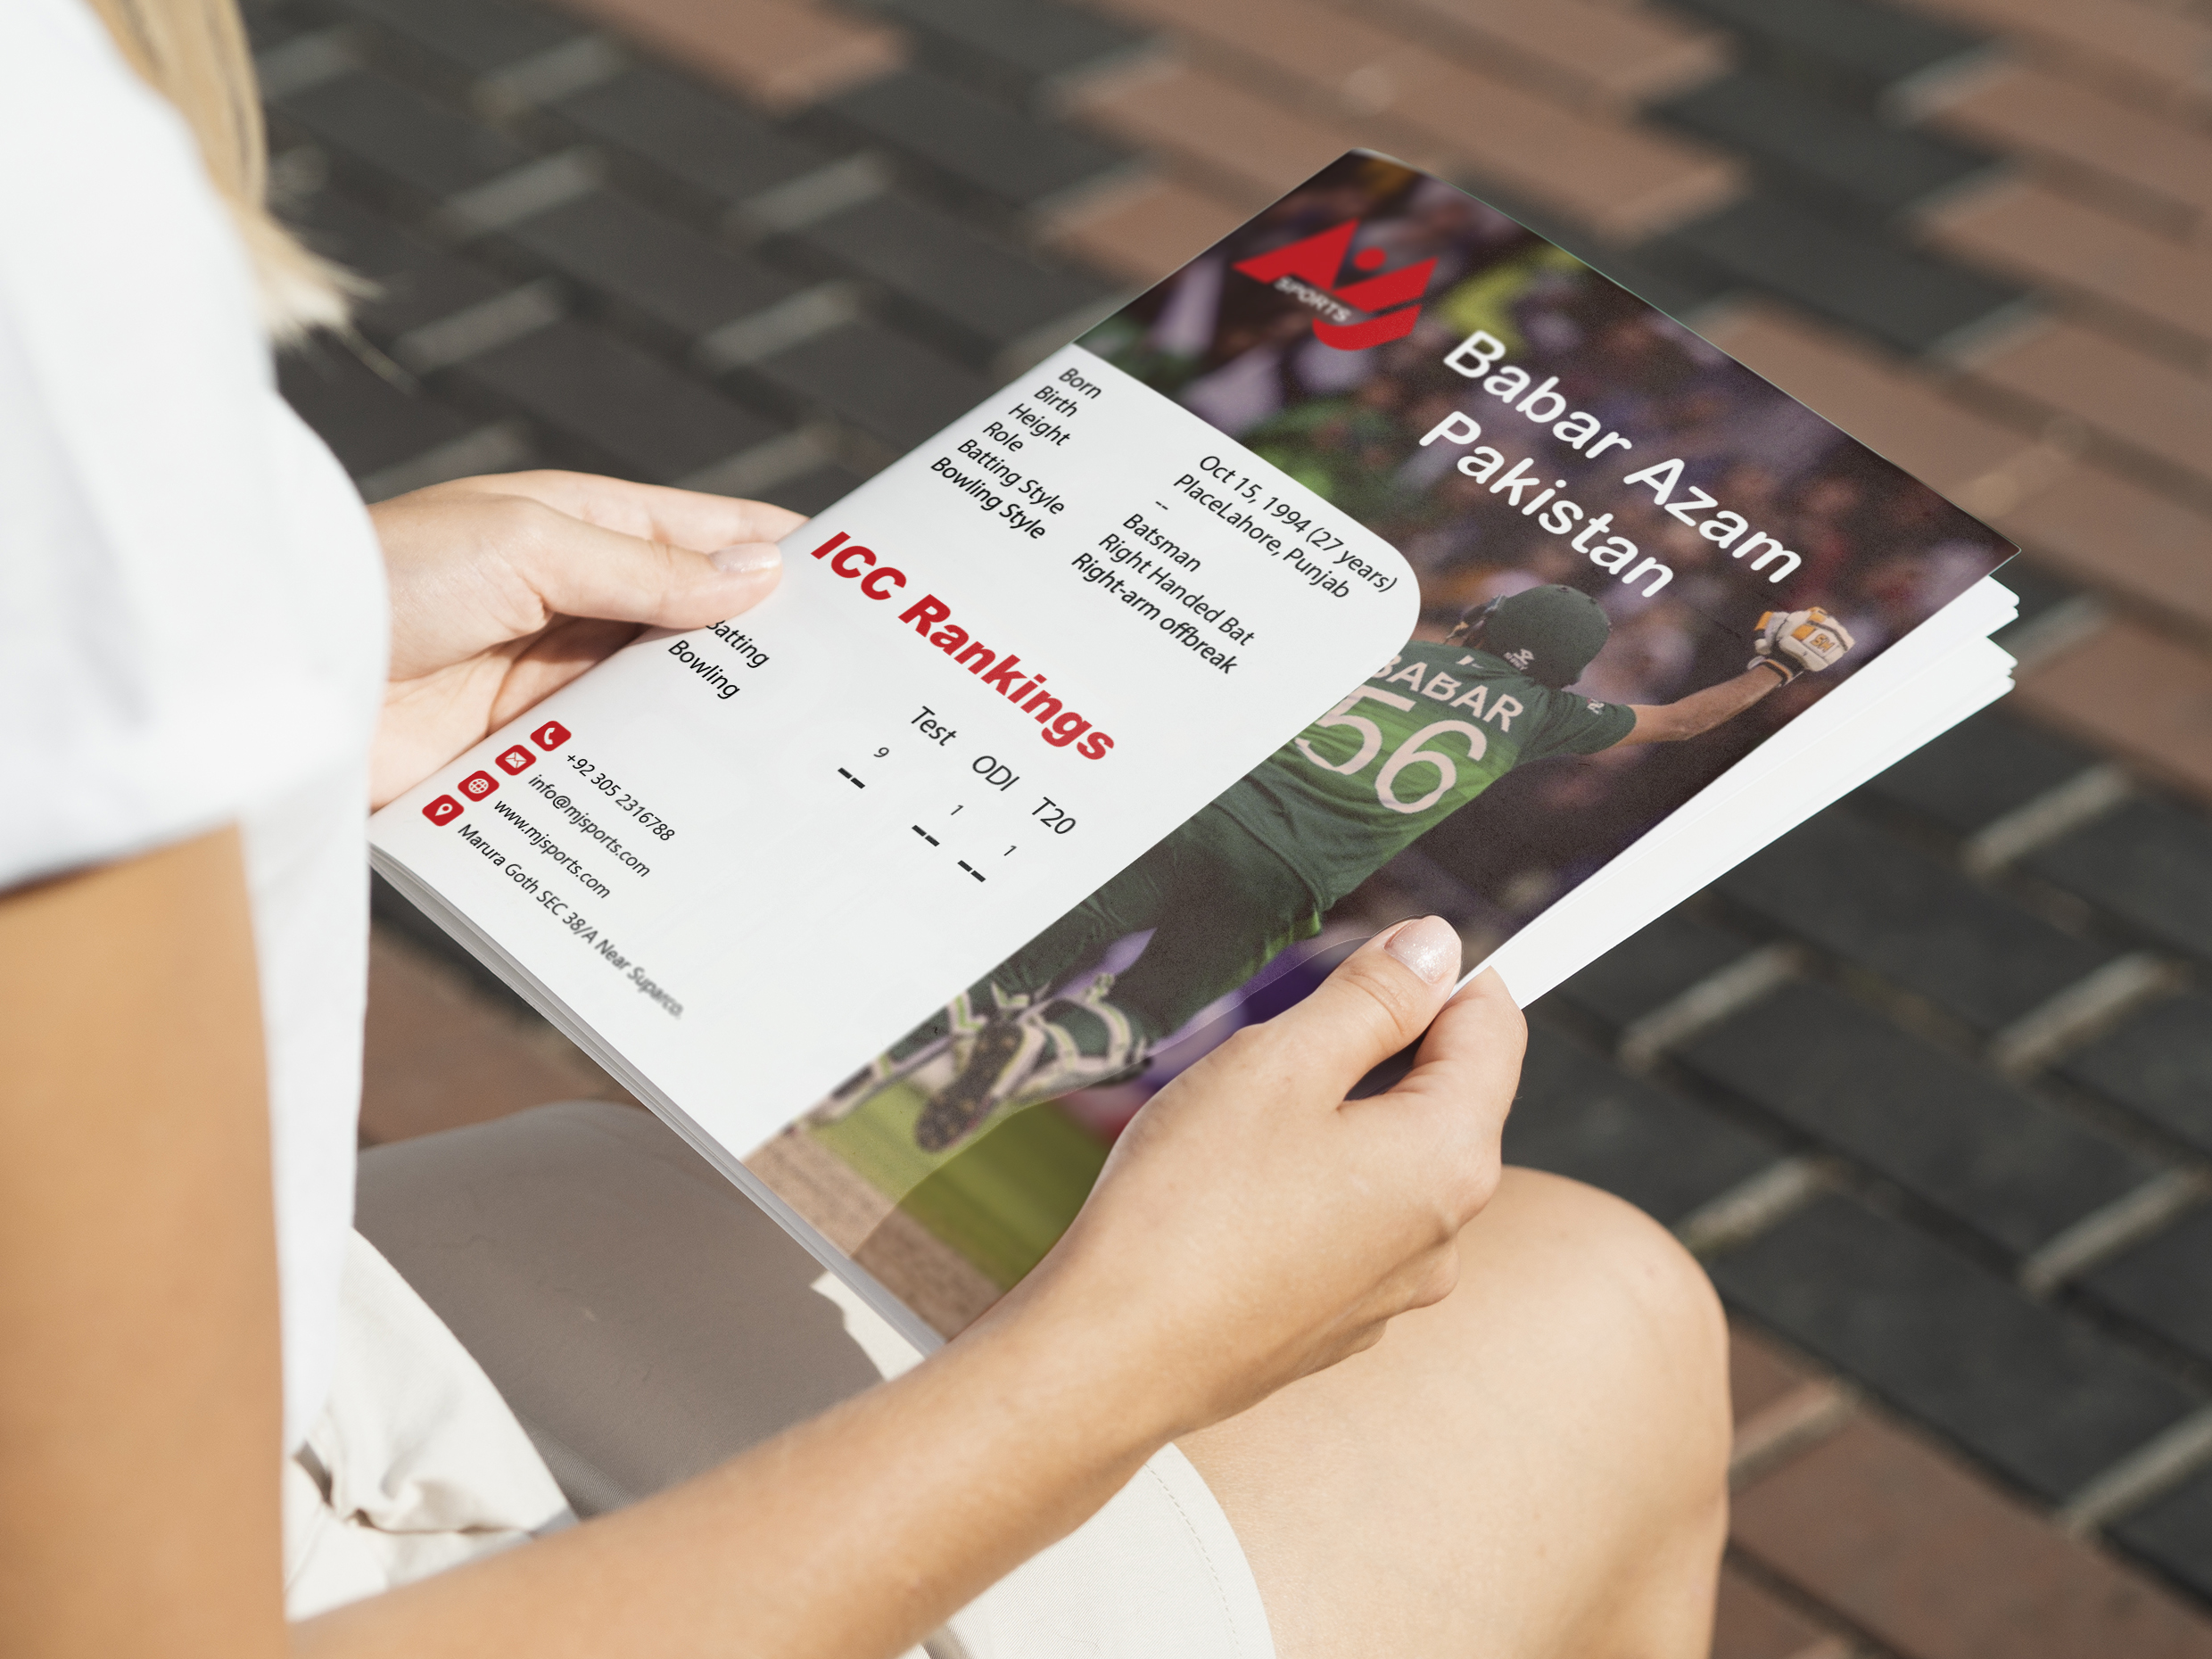 SPORTS
Babar Azam
Pakistan
Born Oct 15, 1994 (27 years)
Birth PlaceLahore, Punjab
Height --
Role Batsman
Batting Style Right Handed Bat
Bowling Style Right-arm offbreak
ICC Rankings
Test ODI T20
Batting 9 1 1
Bowling -- -- --
+92 305 2316788
info@mjsports.com
www.mjsports.com
Marura Goth SEC 38/A Near Suparco.
BABAR
56